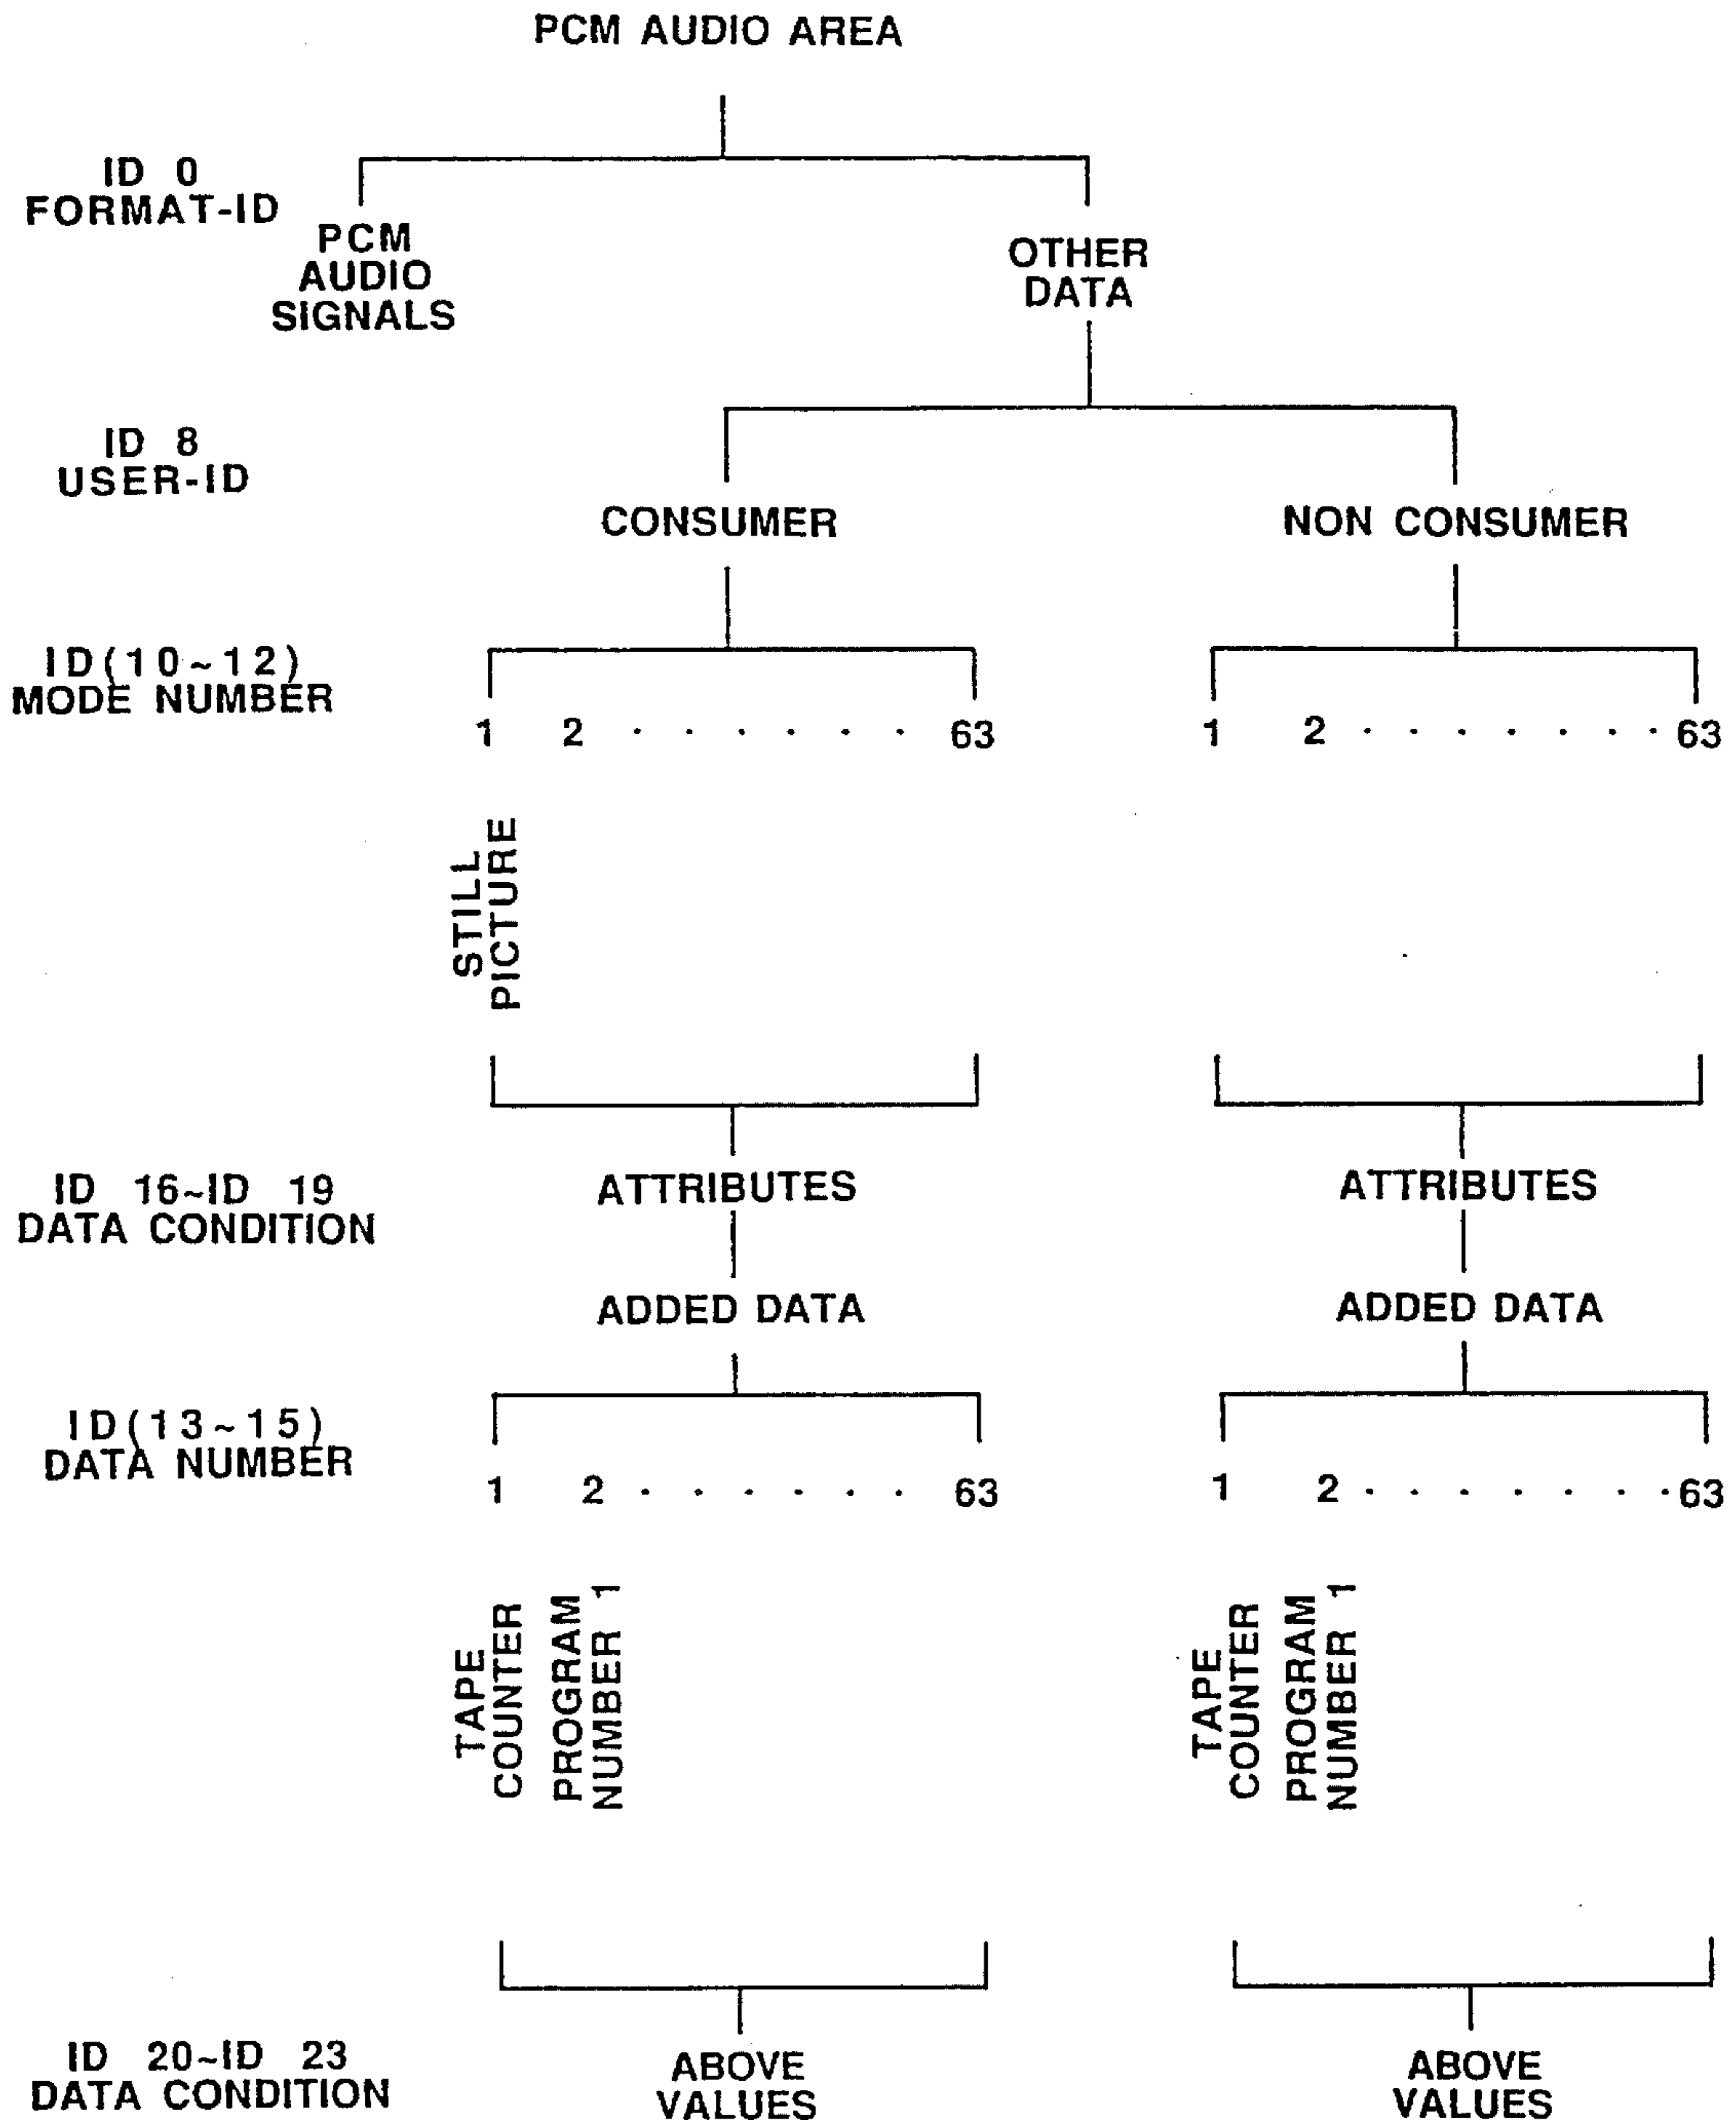 PCM AUDIO AREA
ID 0
FORMAT-ID
PCM
AUDIO
SIGNALS
OTHER
DATA
ID 8
USER-ID
CONSUMER
NON CONSUMER
ID(10~12)
MODE NUMBER
1 2 · · · · · · 63
1 2 · · · · · · · 63
STILL
PICTURE
ID 16~ID 19
DATA CONDITION
ATTRIBUTES
ATTRIBUTES
ADDED DATA
ADDED DATA
ID(13~15)
DATA NUMBER
1 2 · · · · · · 63
1 2 · · · · · · · 63
TAPE
COUNTER
PROGRAM
NUMBER 1
TAPE
COUNTER
PROGRAM
NUMBER 1
ID 20~ID 23
DATA CONDITION
ABOVE
VALUES
ABOVE
VALUES